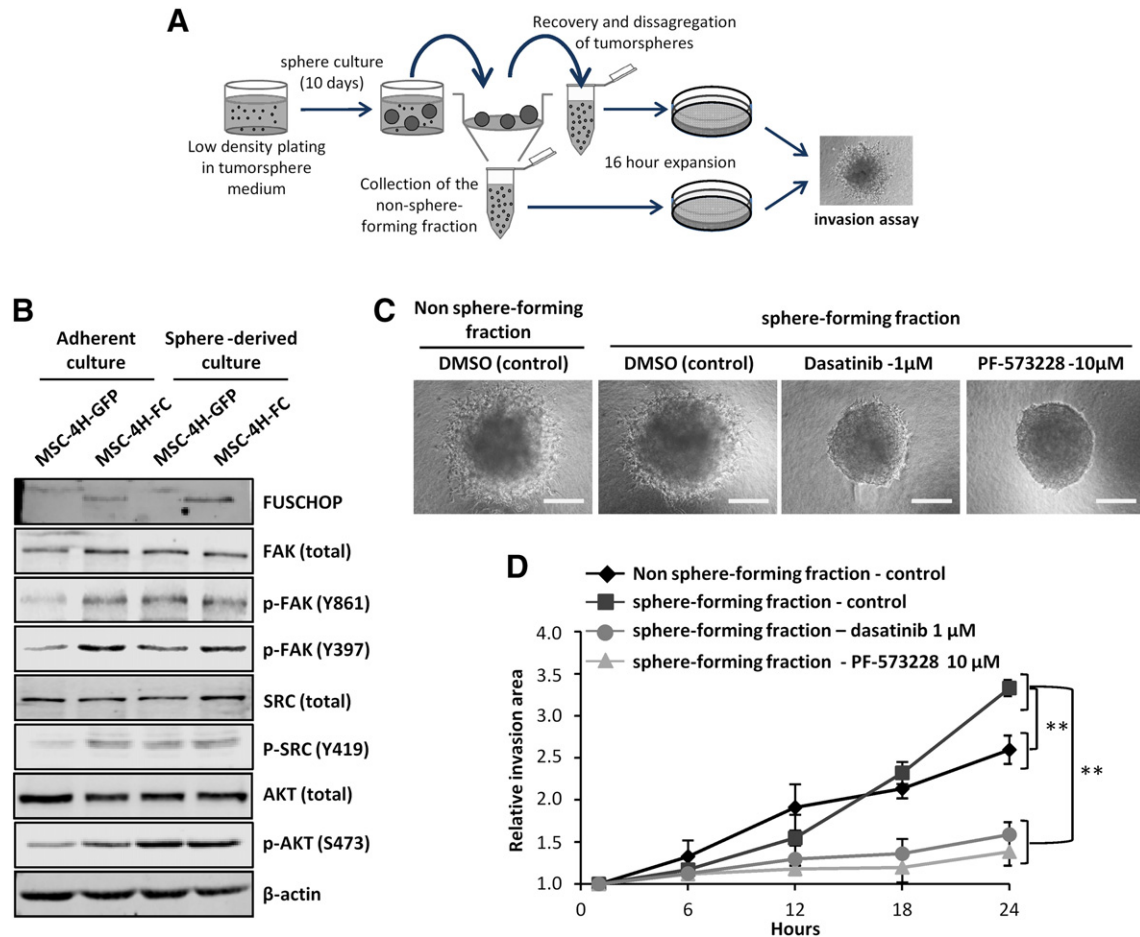 A
sphere culture
(10 days)
Recovery and dissagregation
of tumorspheres
Low density plating
in tumorsphere
medium
Collection of the
non-sphere-
forming fraction
16 hour expansion
invasion assay
B
Adherent
culture
Sphere -derived
culture
MSC-4H-GFP
MSC-4H-FC
MSC-4H-GFP
MSC-4H-FC
FUSCHOP
FAK (total)
p-FAK (Y861)
p-FAK (Y397)
SRC (total)
P-SRC (Y419)
AKT (total)
p-AKT (S473)
β-actin
C
Non sphere-forming
fraction
sphere-forming fraction
DMSO (control)
DMSO (control)
Dasatinib -1µM
PF-573228 -10µM
D
Non sphere-forming fraction - control
sphere-forming fraction - control
sphere-forming fraction – dasatinib 1 µM
sphere-forming fraction - PF-573228 10 µM
Relative invasion area
4.0
3.5
3.0
2.5
2.0
1.5
1.0
0
6
12
18
24
Hours
**
**